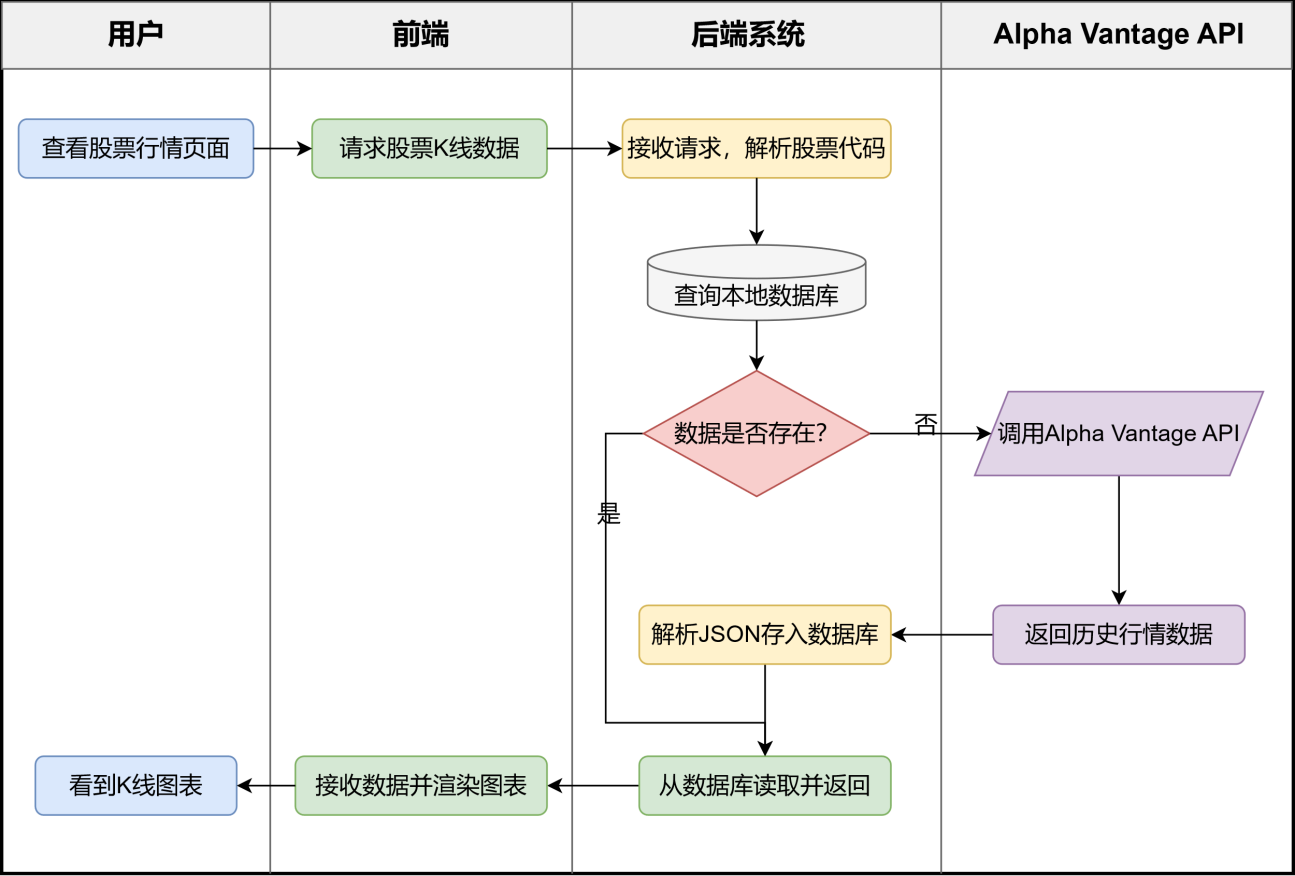 用户
前端
后端系统
Alpha Vantage API
查看股票行情页面
请求股票K线数据
接收请求，解析股票代码
查询本地数据库
数据是否存在？
否
调用Alpha Vantage API
是
解析JSON存入数据库
返回历史行情数据
看到K线图表
接收数据并渲染图表
从数据库读取并返回